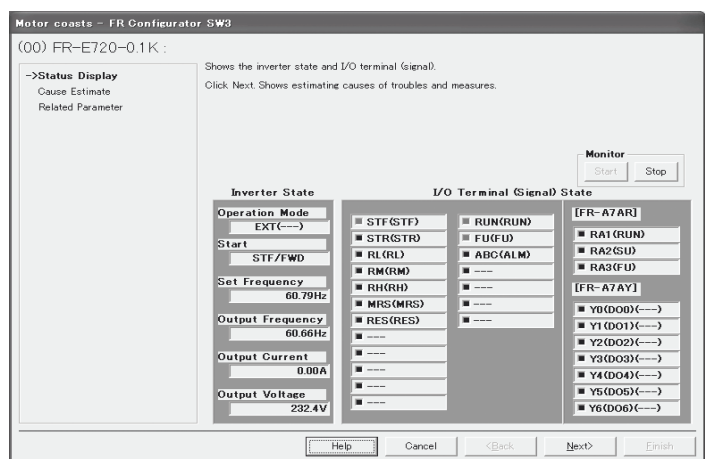 Motor coasts - FR Configurator SW3
(00) FR-E720-0.1K :
->Status Display
Cause Estimate
Related Parameter
Shows the inverter state and I/O terminal (signal).
Click Next. Shows estimating causes of troubles and measures.
Monitor
Start Stop
Inverter State
Operation Mode
EXT(---)
Start
STF/FWD
Set Frequency
60.79Hz
Output Frequency
60.66Hz
Output Current
0.00A
Output Voltage
232.4V
I/O Terminal (Signal) State
STF(STF)
STR(STR)
RL(RL)
RM(RM)
RH(RH)
MRS(MRS)
RES(RES)
---
---
---
---
---
RUN(RUN)
FU(FU)
ABC(ALM)
---
---
---
---
[FR-A7AR]
RA1(RUN)
RA2(SU)
RA3(FU)
[FR-A7AY]
Y0(DO0)(---)
Y1(DO1)(---)
Y2(DO2)(---)
Y3(DO3)(---)
Y4(DO4)(---)
Y5(DO5)(---)
Y6(DO6)(---)
Help Cancel <Back Next> Finish